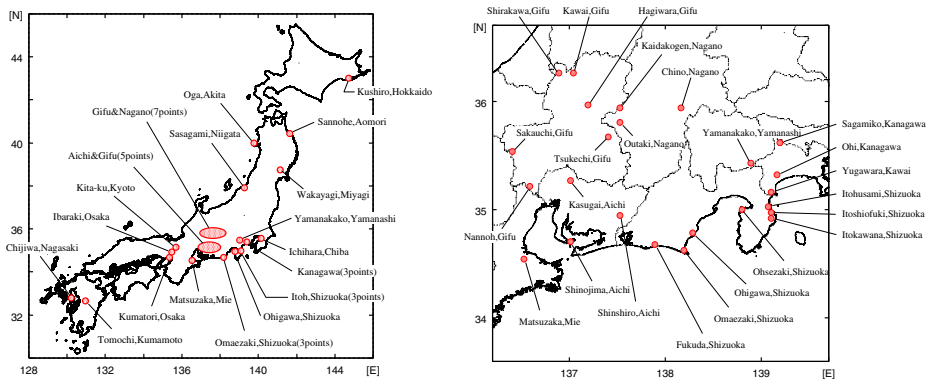 [N]
44
40
36
32
128
132
136
140
144
[E]
Kushiro,Hokkaido
Oga,Akita
Gifu&Nagano(7points)
Sannohe,Aomori
Sasagami,Niigata
Aichi&Gifu(5points)
Kita-ku,Kyoto
Wakayagi,Miyagi
Ibaraki,Osaka
Yamanakako,Yamanashi
Chijiwa,Nagasaki
Ichihara,Chiba
Kanagawa(3points)
Matsuzaka,Mie
Itoh,Shizuoka(3points)
Kumatori,Osaka
Ohigawa,Shizuoka
Tomochi,Kumamoto
Omaezaki,Shizuoka(3points)
[N]
36
35
34
137
138
139
[E]
Shirakawa,Gifu
Kawai,Gifu
Hagiwara,Gifu
Kaidakogen,Nagano
Chino,Nagano
Sakauchi,Gifu
Outaki,Nagano
Yamanakako,Yamanashi
Sagamiko,Kanagawa
Tsukechi,Gifu
Ohi,Kanagawa
Yugawara,Kawai
Kasugai,Aichi
Itohusami,Shizuoka
Itoshiofuki,Shizuoka
Nannoh,Gifu
Itokawana,Shizuoka
Ohsezaki,Shizuoka
Shinojima,Aichi
Ohigawa,Shizuoka
Matsuzaka,Mie
Shinshiro,Aichi
Omaezaki,Shizuoka
Fukuda,Shizuoka